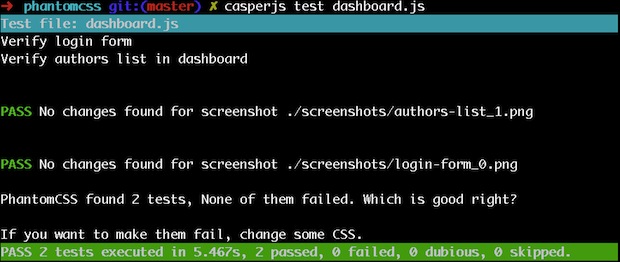 ➜ phantomcss git:(master) ✗ casperjs test dashboard.js
Test file: dashboard.js
Verify login form
Verify authors list in dashboard
PASS No changes found for screenshot ./screenshots/authors-list_1.png
PASS No changes found for screenshot ./screenshots/login-form_0.png
PhantomCSS found 2 tests, None of them failed. Which is good right?
If you want to make them fail, change some CSS.
PASS 2 tests executed in 5.467s, 2 passed, 0 failed, 0 dubious, 0 skipped.